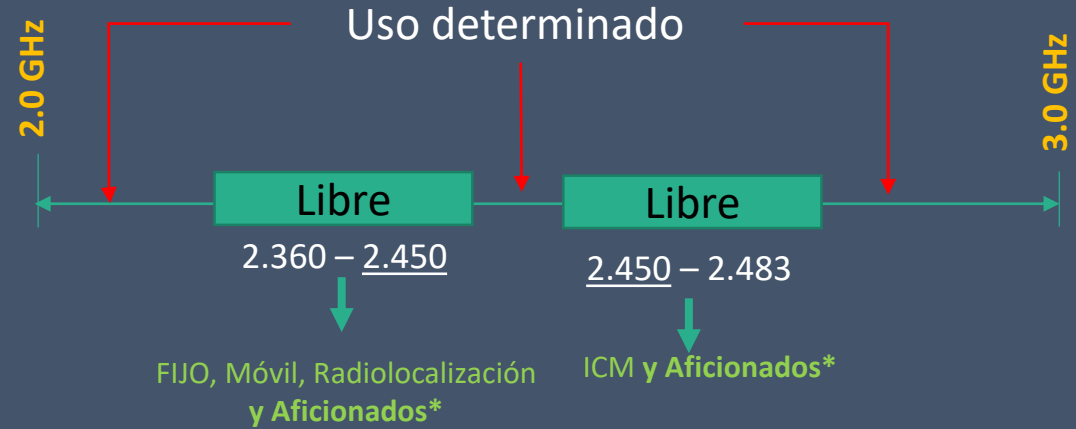 Uso determinado
2.0 GHz
3.0 GHz
Libre
Libre
2.360 – 2.450
2.450 – 2.483
FIJO, Móvil, Radiolocalización
y Aficionados*
ICM y Aficionados*